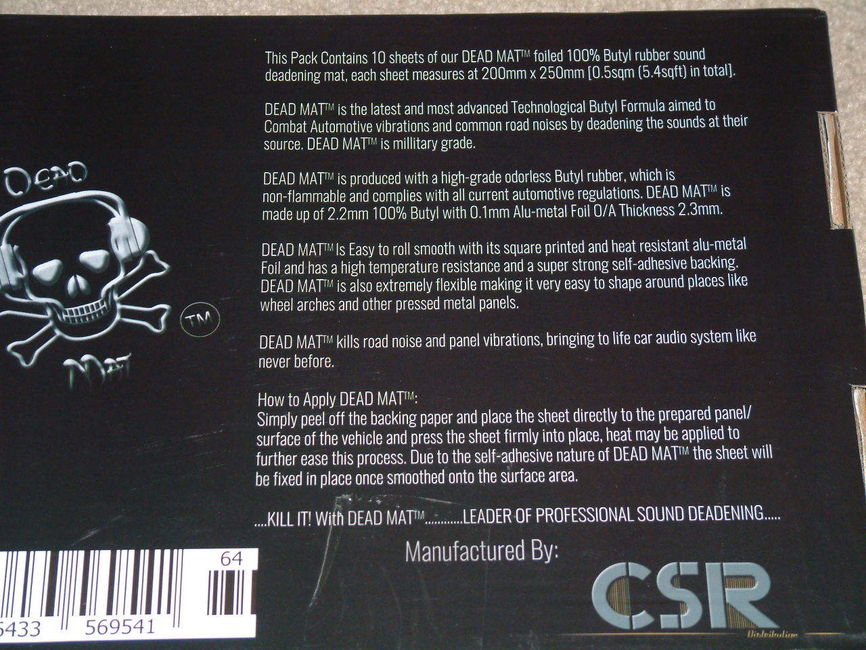 This Pack Contains 10 sheets of our DEAD MAT™ foiled 100% Butyl rubber sound
deadening mat, each sheet measures at 200mm x 250mm [0.5sqm (5.4sqft) in total].
DEAD MAT™ is the latest and most advanced Technological Butyl Formula aimed to
Combat Automotive vibrations and common road noises by deadening the sounds at their
source. DEAD MAT™ is millitary grade.
DEAD MAT™ is produced with a high-grade odorless Butyl rubber, which is
non-flammable and complies with all current automotive regulations. DEAD MAT™ is
made up of 2.2mm 100% Butyl with 0.1mm Alu-metal Foil O/A Thickness 2.3mm.
DEAD MAT™ Is Easy to roll smooth with its square printed and heat resistant alu-metal
Foil and has a high temperature resistance and a super strong self-adhesive backing.
DEAD MAT™ is also extremely flexible making it very easy to shape around places like
wheel arches and other pressed metal panels.
DEAD MAT™ kills road noise and panel vibrations, bringing to life car audio system like
never before.
How to Apply DEAD MAT™:
Simply peel off the backing paper and place the sheet directly to the prepared panel/
surface of the vehicle and press the sheet firmly into place, heat may be applied to
further ease this process. Due to the self-adhesive nature of DEAD MAT™ the sheet will
be fixed in place once smoothed onto the surface area.
....KILL IT! With DEAD MAT™............LEADER OF PROFESSIONAL SOUND DEADENING.....
Manufactured By:
CSR
Distribution
DEAD
MAT
TM
64
5433 569541